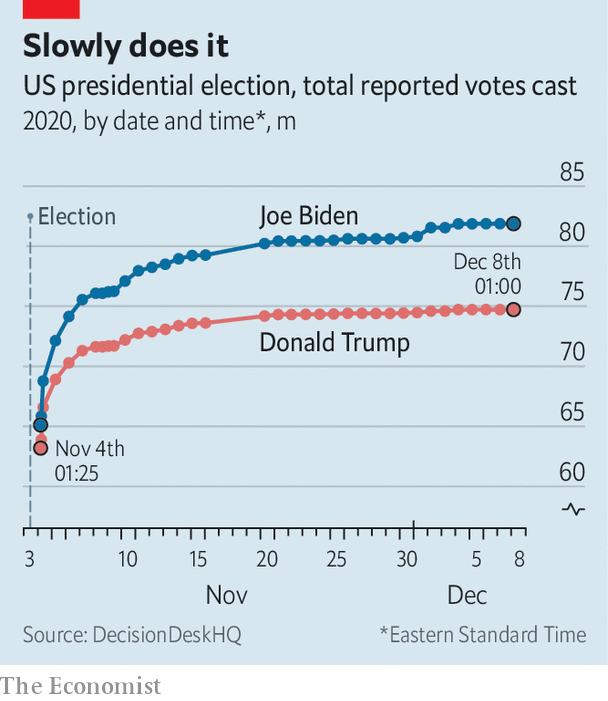 Slowly does it
US presidential election, total reported votes cast
2020, by date and time*, m
85
Election
Joe Biden
80
Dec 8th
01:00
75
Donald Trump
70
65
Nov 4th
01:25
60
3 10 15 20 25 30 5 8
Nov Dec
Source: DecisionDeskHQ *Eastern Standard Time
The Economist